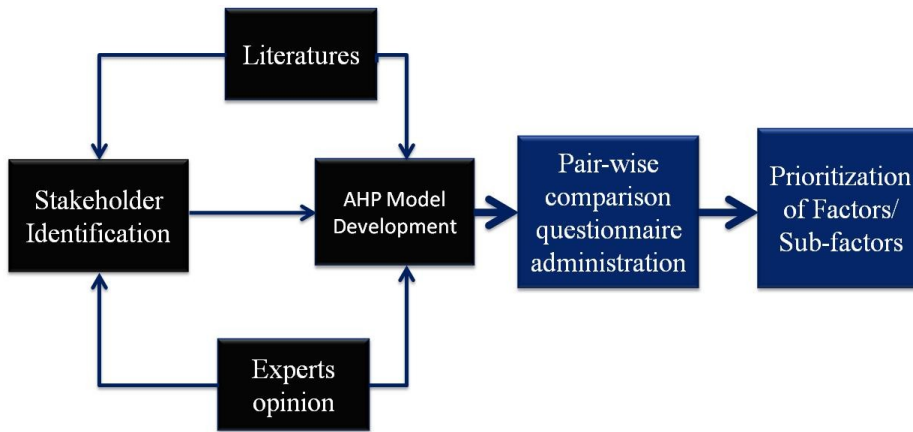 Literatures
Stakeholder
Identification
AHP Model
Development
Pair-wise
comparison
questionnaire
administration
Prioritization
of Factors/
Sub-factors
Experts
opinion